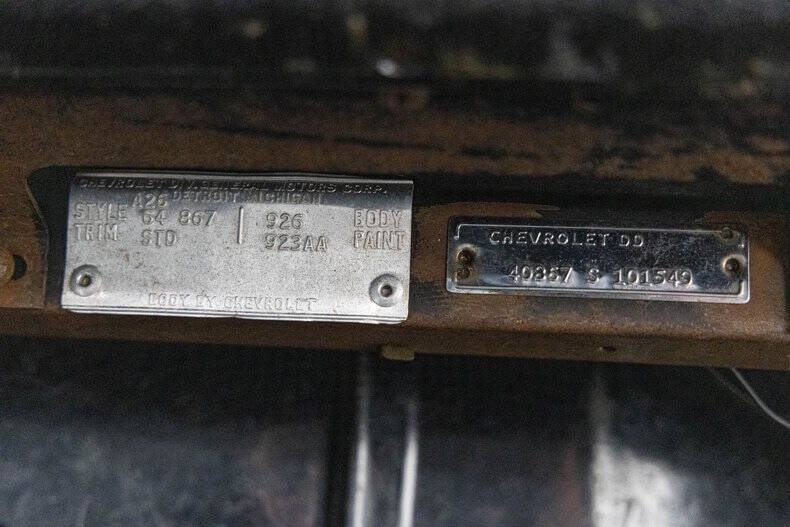 CHEVROLET DIV. GENERAL MOTORS CORP.
DETROIT, MICHIGAN
426
STYLE 64 867 926 BODY
TRIM STD 923AA PAINT
BODY BY CHEVROLET
CHEVROLET DD
40867 S 101549